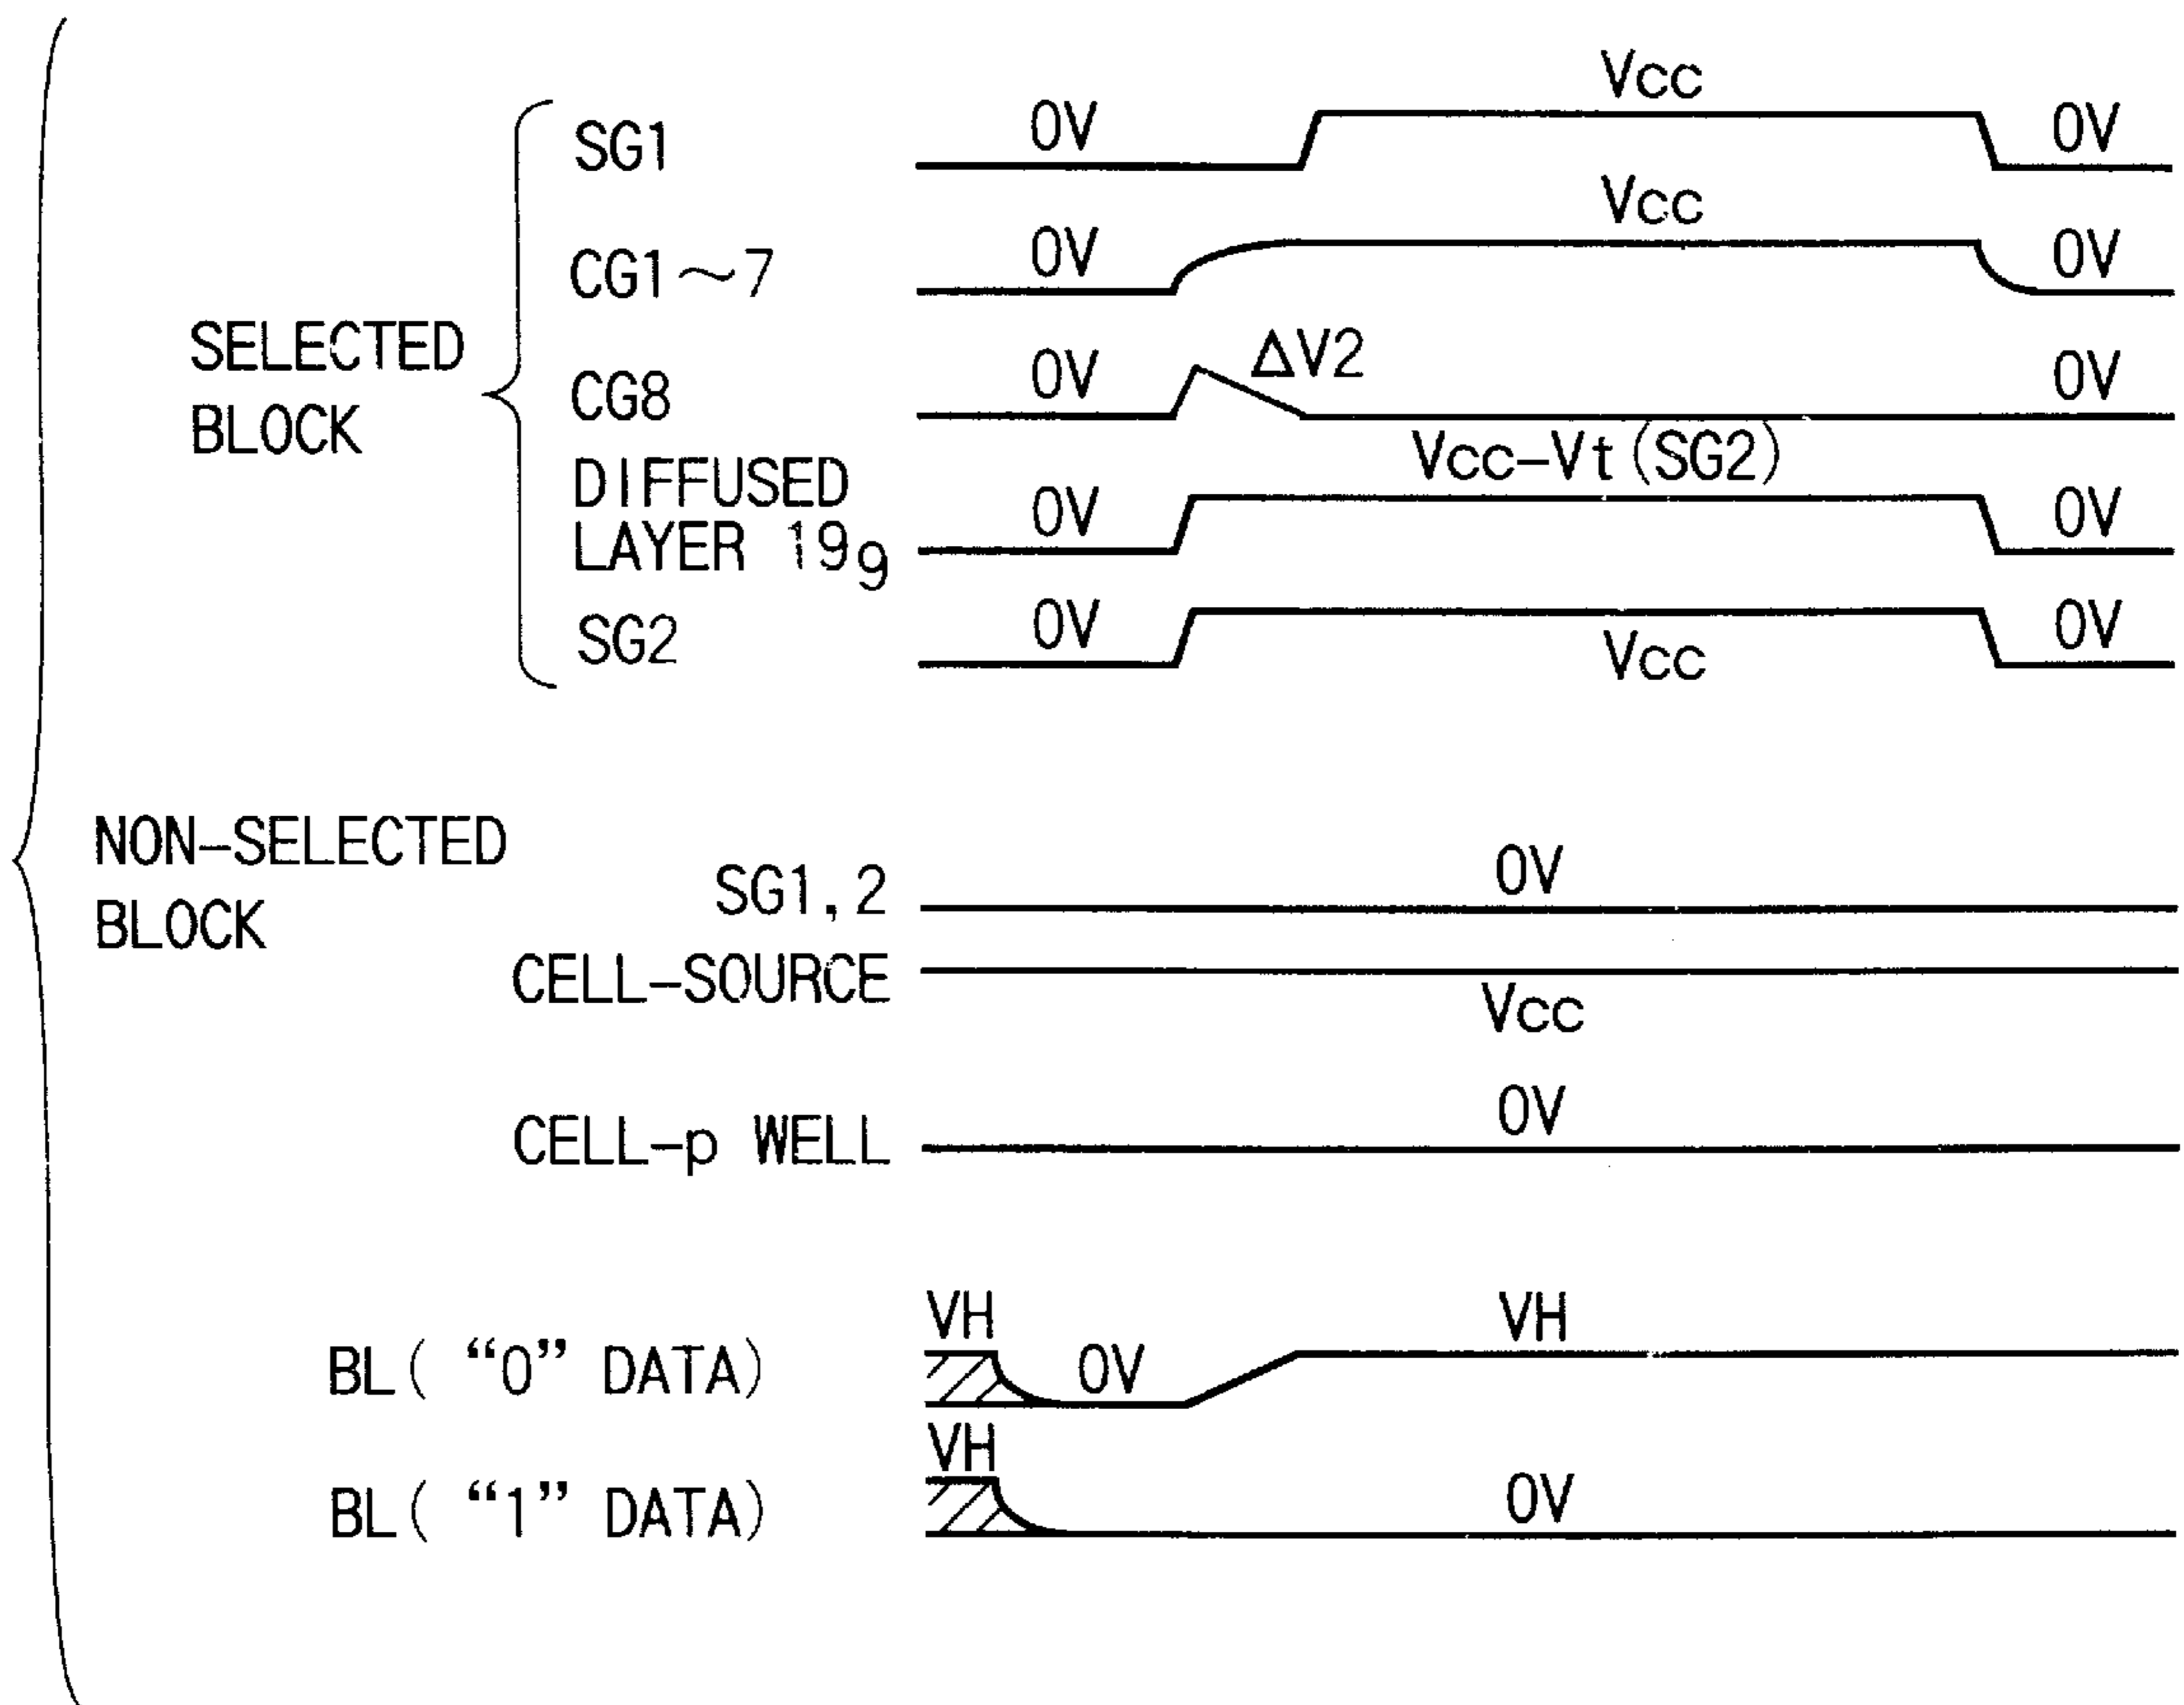 SELECTED
BLOCK
SG1 0V Vcc 0V
CG1～7 0V Vcc 0V
CG8 0V ΔV2 0V
DIFFUSED
LAYER 19₉ 0V Vcc-Vt(SG2) 0V
SG2 0V Vcc 0V
NON-SELECTED
BLOCK
SG1,2 0V
CELL-SOURCE Vcc
CELL-p WELL 0V
BL( “0” DATA) VH 0V VH
BL( “1” DATA) VH 0V